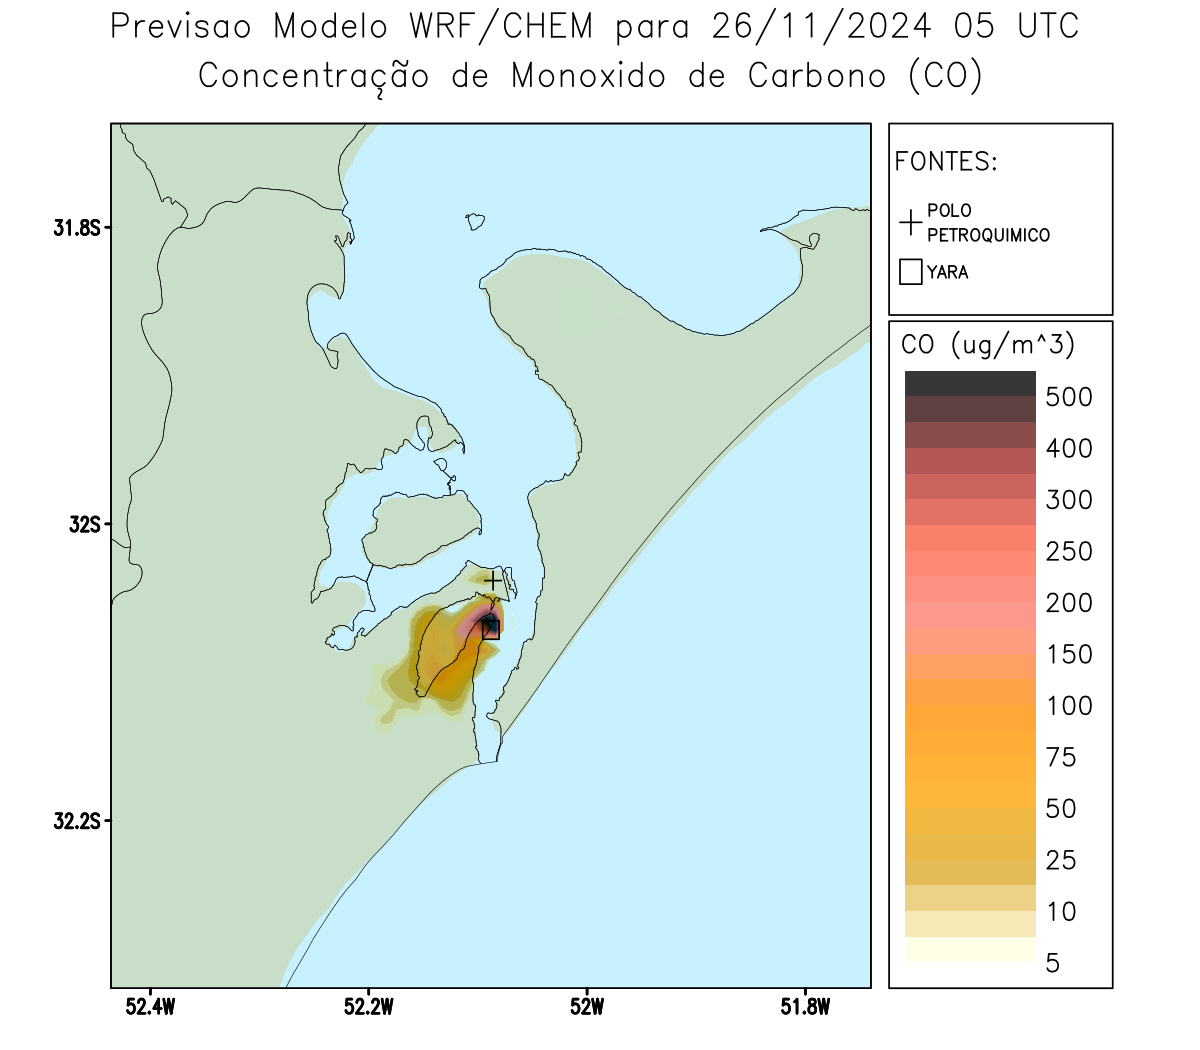 Previsao Modelo WRF/CHEM para 26/11/2024 05 UTC
Concentração de Monoxido de Carbono (CO)
31.8S
32S
32.2S
52.4W
52.2W
52W
51.8W
FONTES:
POLO
PETROQUIMICO
YARA
CO (ug/m^3)
500
400
300
250
200
150
100
75
50
25
10
5